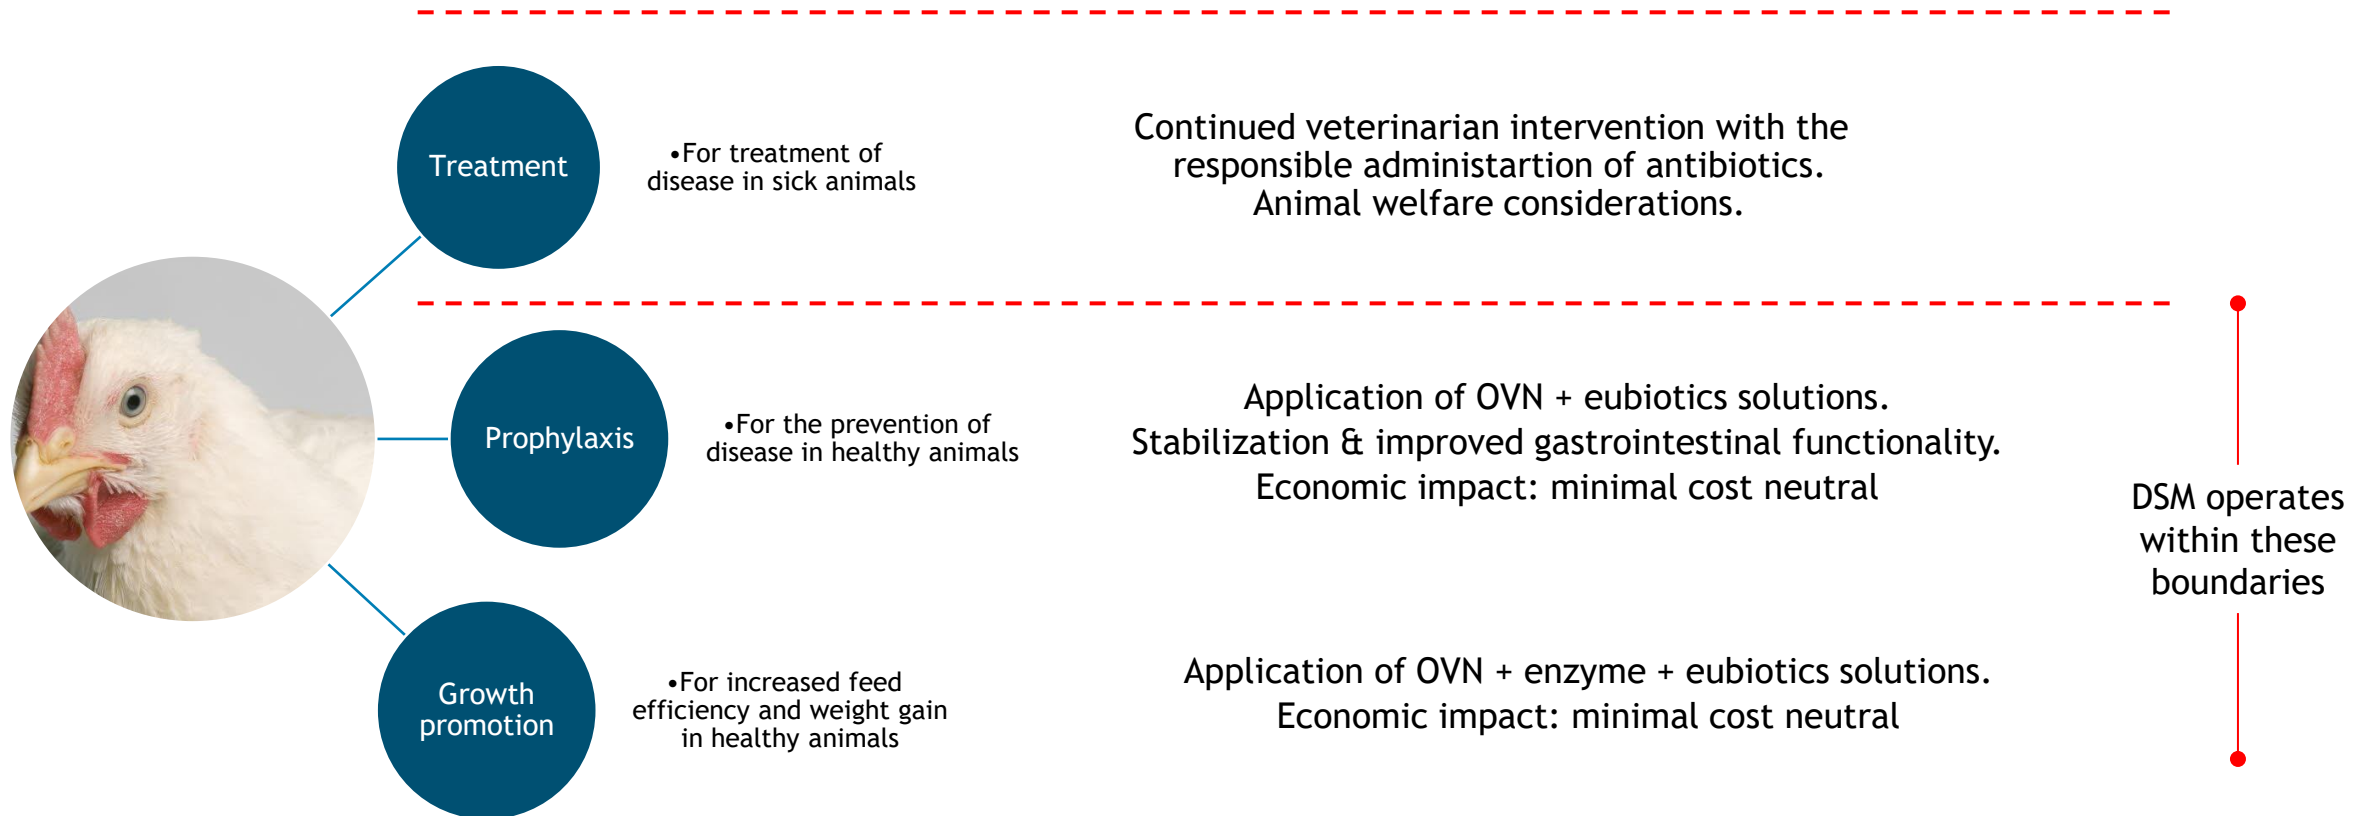 Treatment
•For treatment of
disease in sick animals
Continued veterinarian intervention with the
responsible administartion of antibiotics.
Animal welfare considerations.
Prophylaxis
•For the prevention of
disease in healthy animals
Application of OVN + eubiotics solutions.
Stabilization & improved gastrointestinal functionality.
Economic impact: minimal cost neutral
DSM operates
within these
boundaries
Growth
promotion
•For increased feed
efficiency and weight gain
in healthy animals
Application of OVN + enzyme + eubiotics solutions.
Economic impact: minimal cost neutral